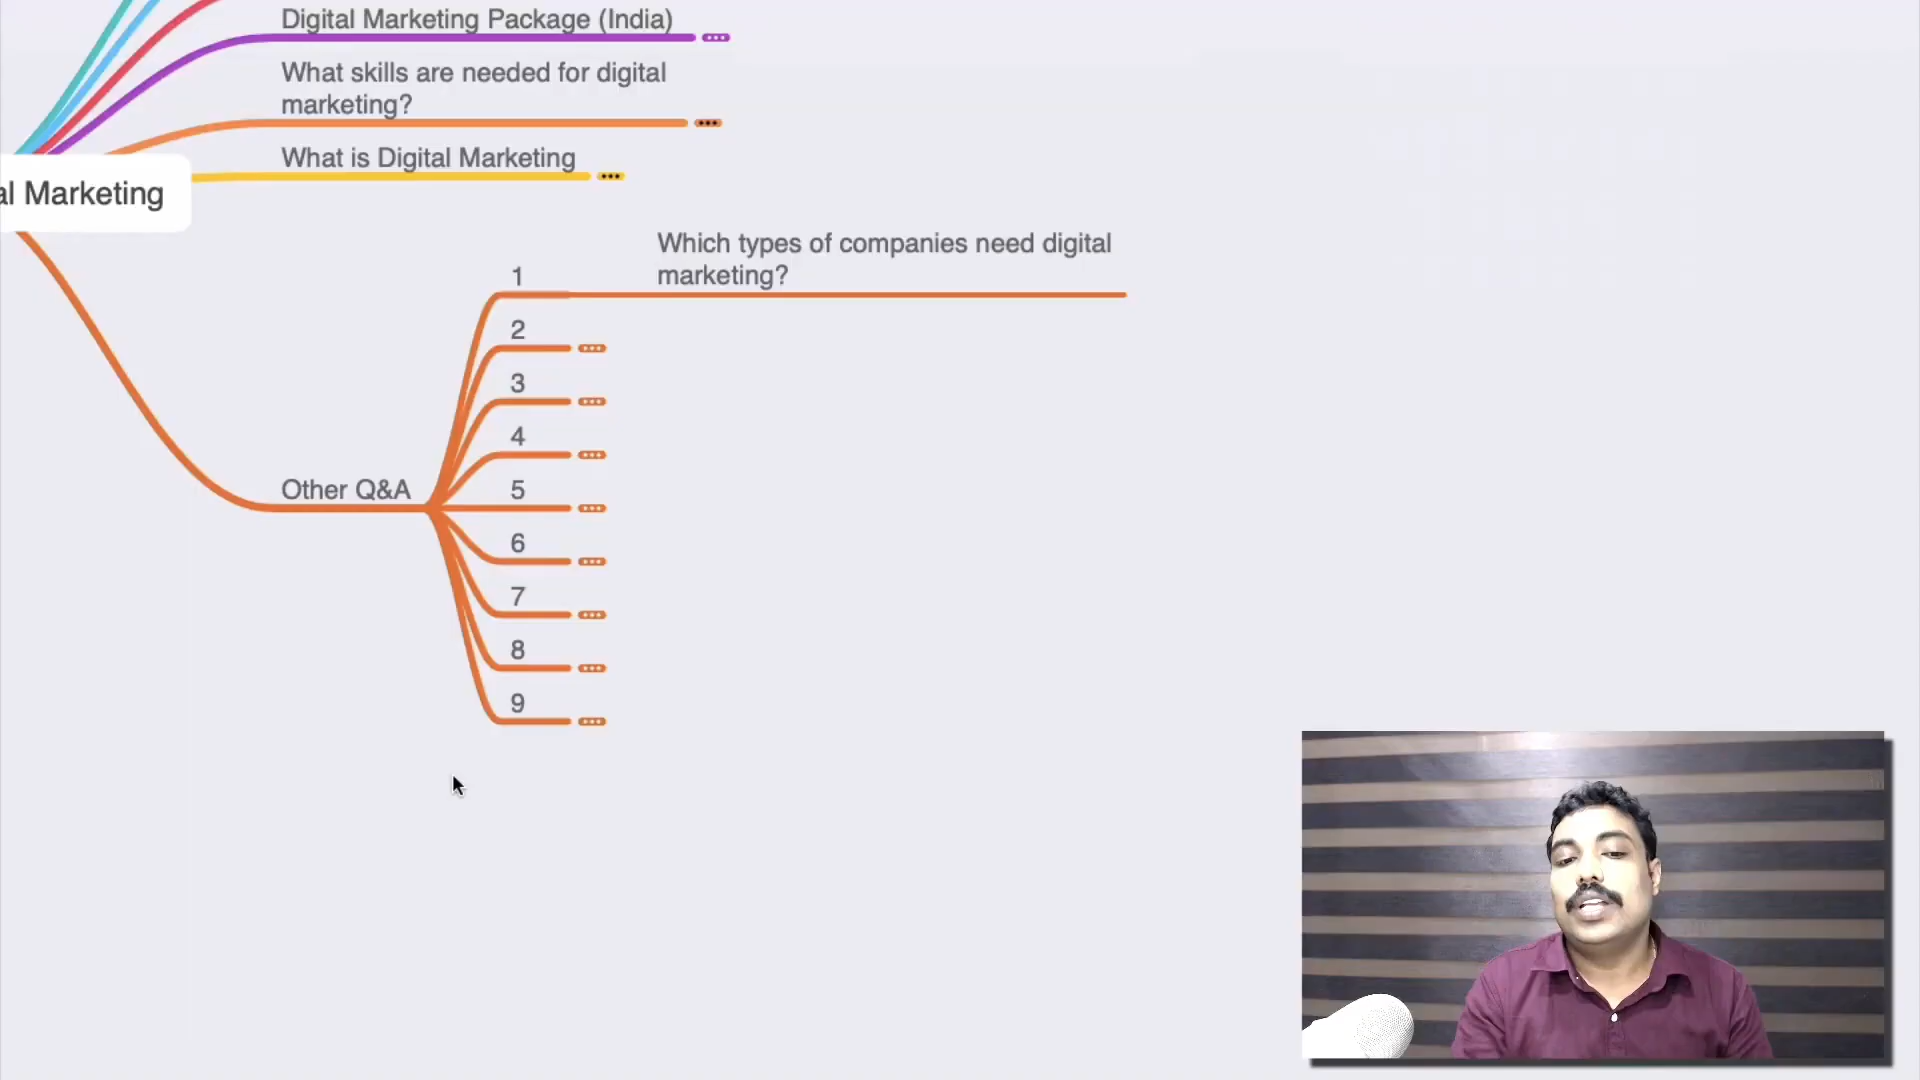 Digital Marketing Package (India)
What skills are needed for digital
marketing?
What is Digital Marketing
al Marketing
Which types of companies need digital
marketing?
1
2
3
4
Other Q&A
5
6
7
8
9